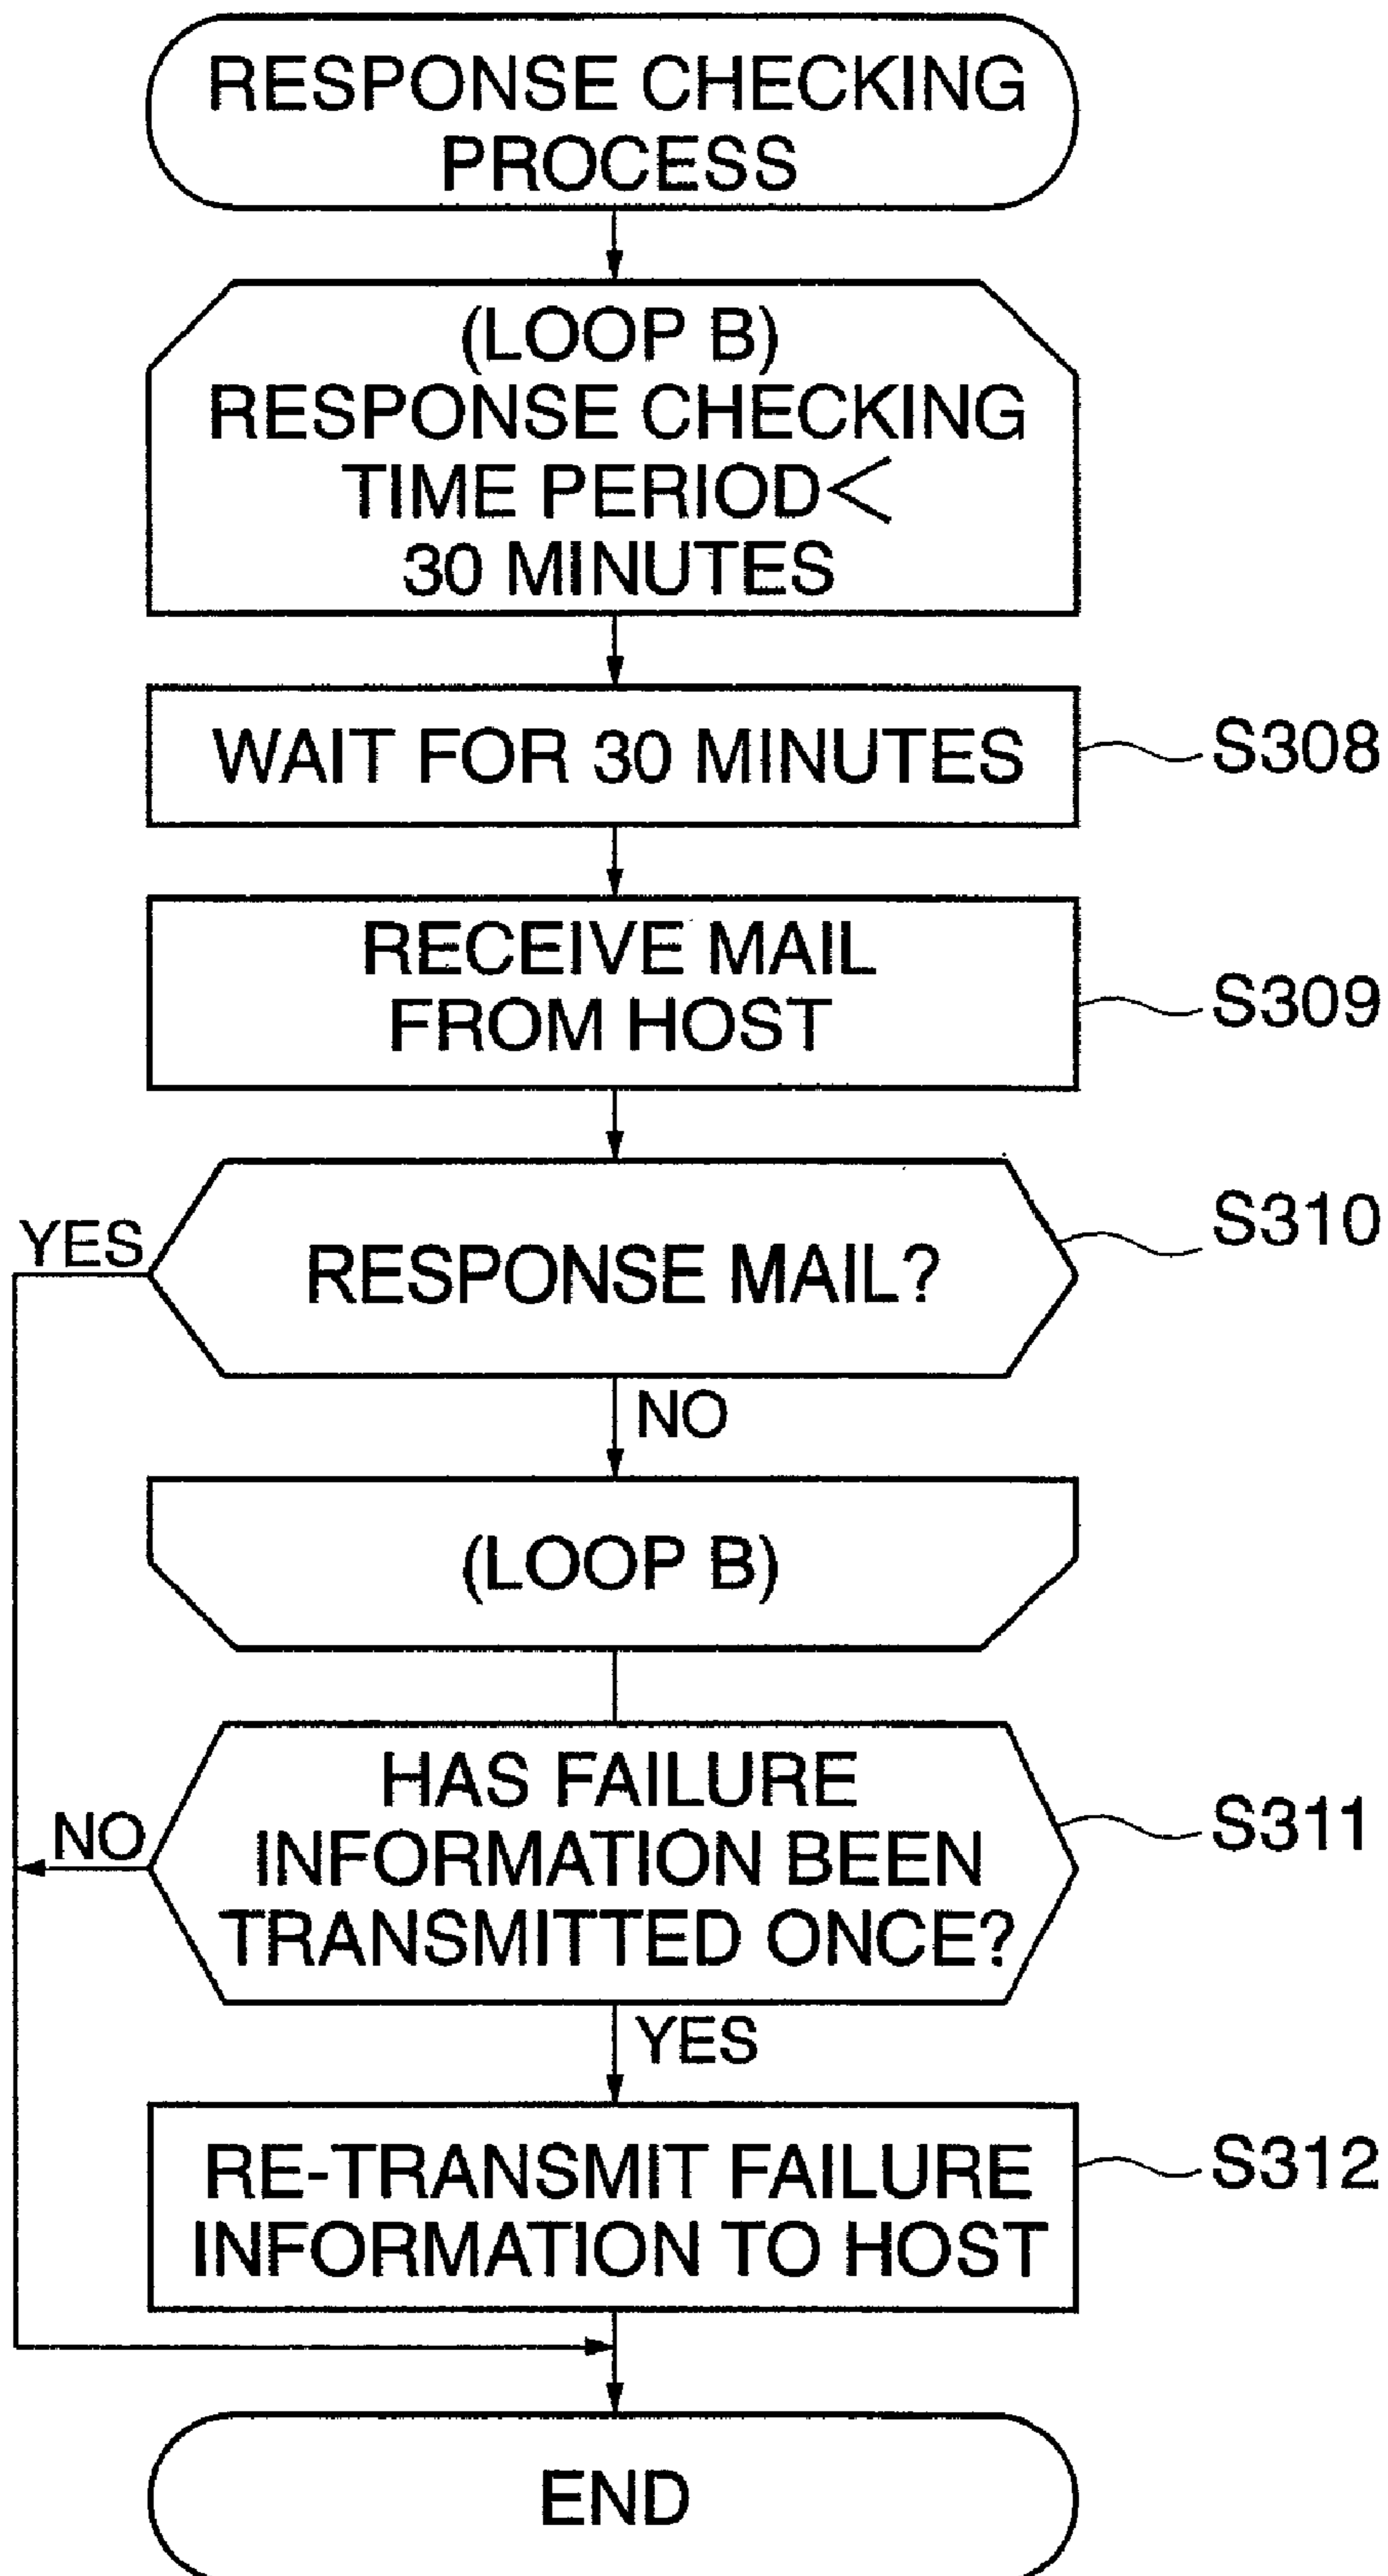 RESPONSE CHECKING
PROCESS
(LOOP B)
RESPONSE CHECKING
TIME PERIOD<
30 MINUTES
WAIT FOR 30 MINUTES
S308
RECEIVE MAIL
FROM HOST
S309
YES
RESPONSE MAIL?
S310
NO
(LOOP B)
HAS FAILURE
INFORMATION BEEN
TRANSMITTED ONCE?
S311
NO
YES
RE-TRANSMIT FAILURE
INFORMATION TO HOST
S312
END